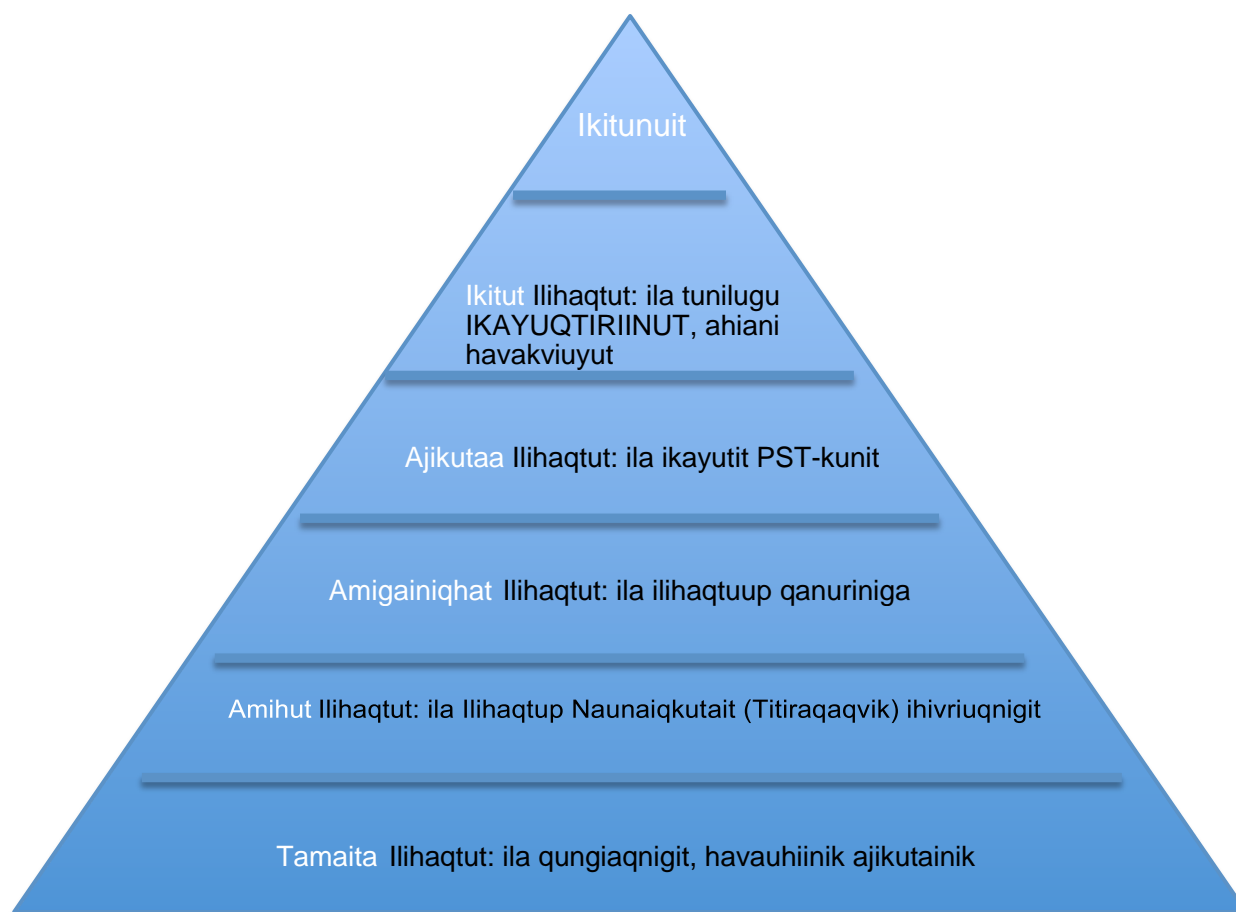 Ikitunuit
Ikitut Ilihaqtut: ila tunilugu
IKAYUQTIRIINUT, ahiani
havakviuyut
Ajikutaa Ilihaqtut: ila ikayutit PST-kunit
Amigainiqhat Ilihaqtut: ila ilihaqtuup qanuriniga
Amihut Ilihaqtut: ila Ilihaqtup Naunaiqkutait (Titiraqaqvik) ihivriuqnigit
Tamaita Ilihaqtut: ila qungiaqnigit, havauhiinik ajikutainik